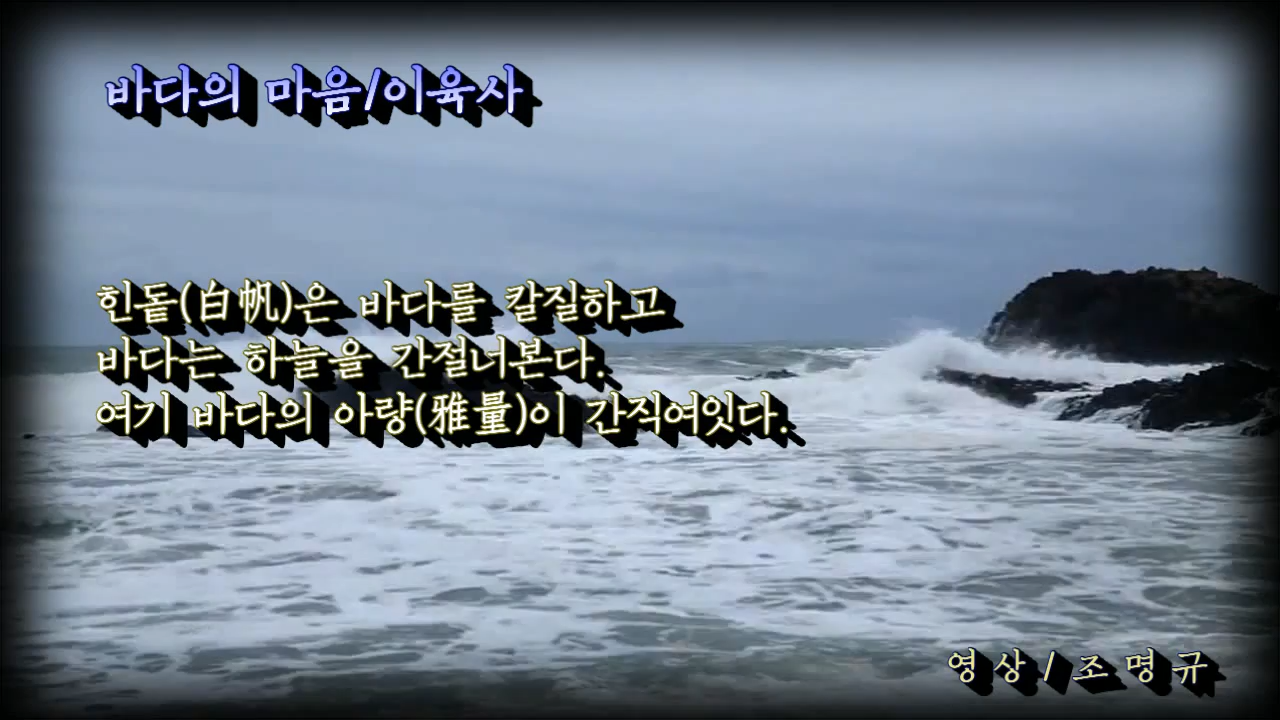 바다의 마음/이육사
힌돝(白帆)은 바다를 칼질하고
바다는 하늘을 간절너본다.
여기 바다의 아량(雅量)이 간직여잇다.
영 상 / 조 명 규